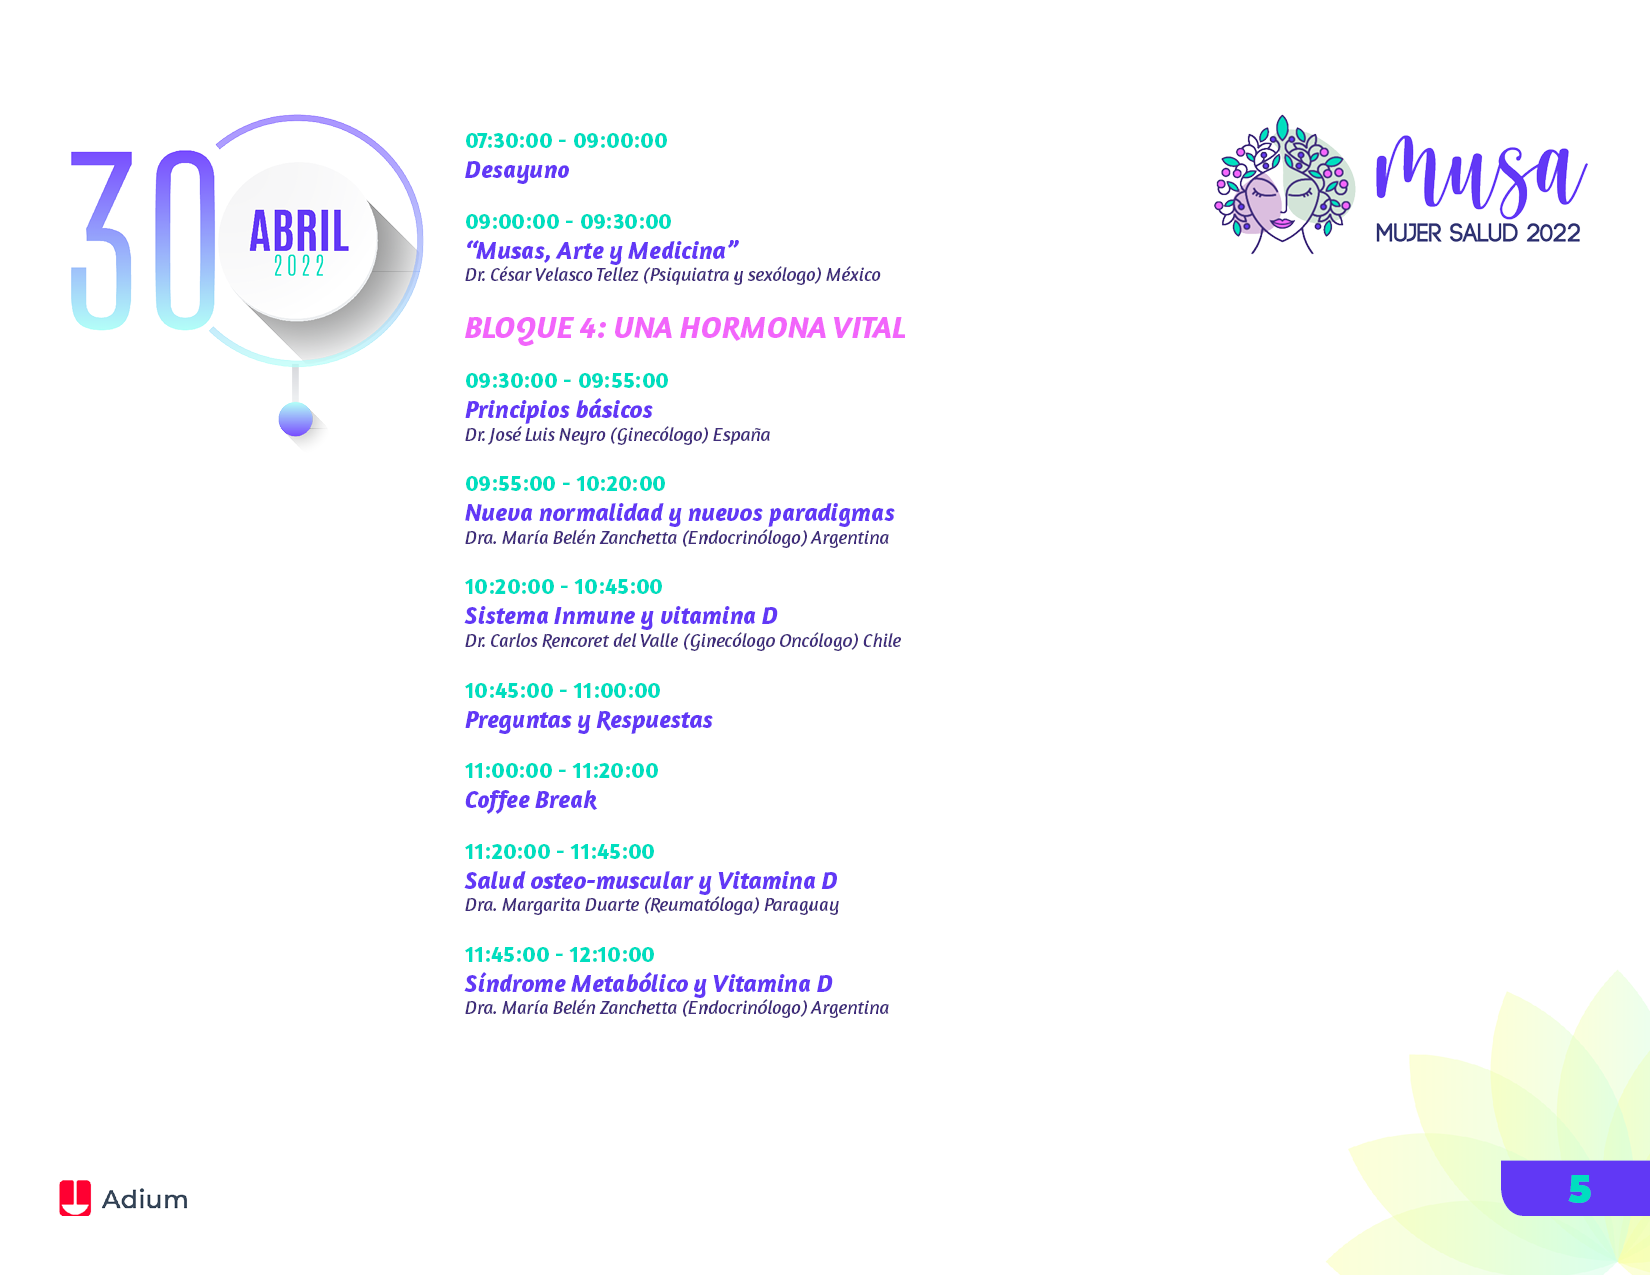 30
ABRIL
2022
07:30:00 - 09:00:00
Desayuno
09:00:00 - 09:30:00
“Musas, Arte y Medicina”
Dr. César Velasco Tellez (Psiquiatra y sexólogo) México
BLOQUE 4: UNA HORMONA VITAL
09:30:00 - 09:55:00
Principios básicos
Dr. José Luis Neyro (Ginecólogo) España
09:55:00 - 10:20:00
Nueva normalidad y nuevos paradigmas
Dra. María Belén Zanchetta (Endocrinólogo) Argentina
10:20:00 - 10:45:00
Sistema Inmune y vitamina D
Dr. Carlos Rencoret del Valle (Ginecólogo Oncólogo) Chile
10:45:00 - 11:00:00
Preguntas y Respuestas
11:00:00 - 11:20:00
Coffee Break
11:20:00 - 11:45:00
Salud osteo-muscular y Vitamina D
Dra. Margarita Duarte (Reumatóloga) Paraguay
11:45:00 - 12:10:00
Síndrome Metabólico y Vitamina D
Dra. María Belén Zanchetta (Endocrinólogo) Argentina
musa
MUJER SALUD 2022
Adium
5